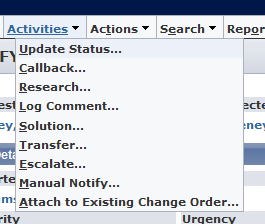 Activities Actions Search Repor
FY
Update Status...
Callback...
Research...
Log Comment...
Solution...
Transfer...
Escalate...
Manual Notify...
Attach to Existing Change Order...
Urgency